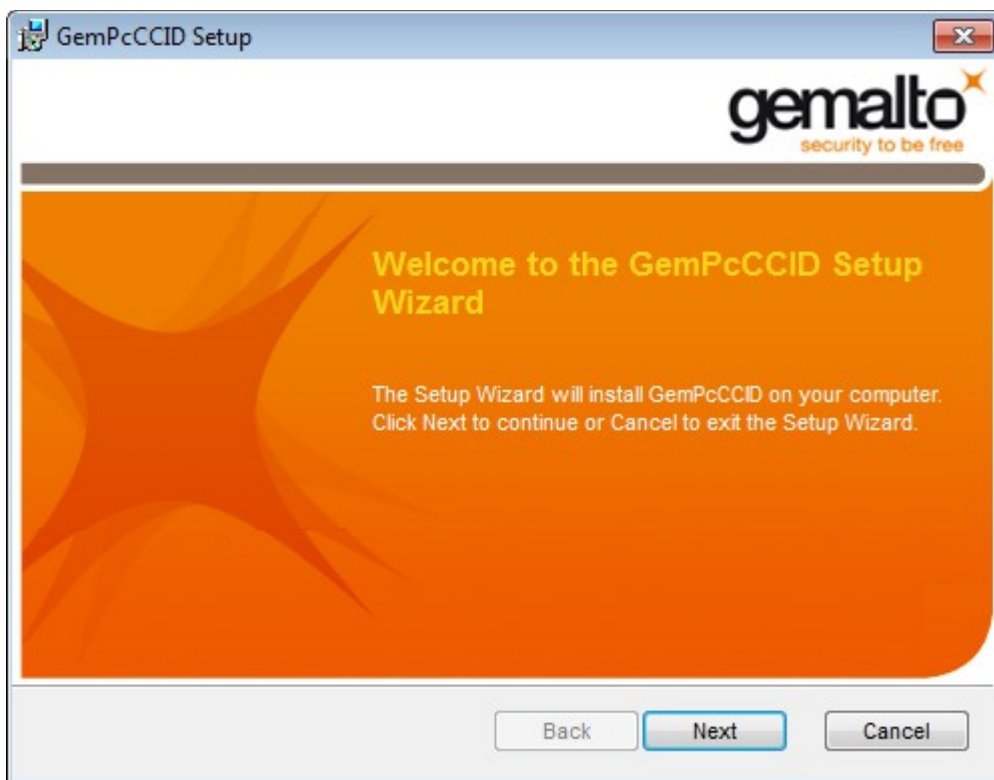 GemPcCCID Setup
gemalto
security to be free
Welcome to the GemPcCCID Setup
Wizard
The Setup Wizard will install GemPcCCID on your computer.
Click Next to continue or Cancel to exit the Setup Wizard.
Back
Next
Cancel